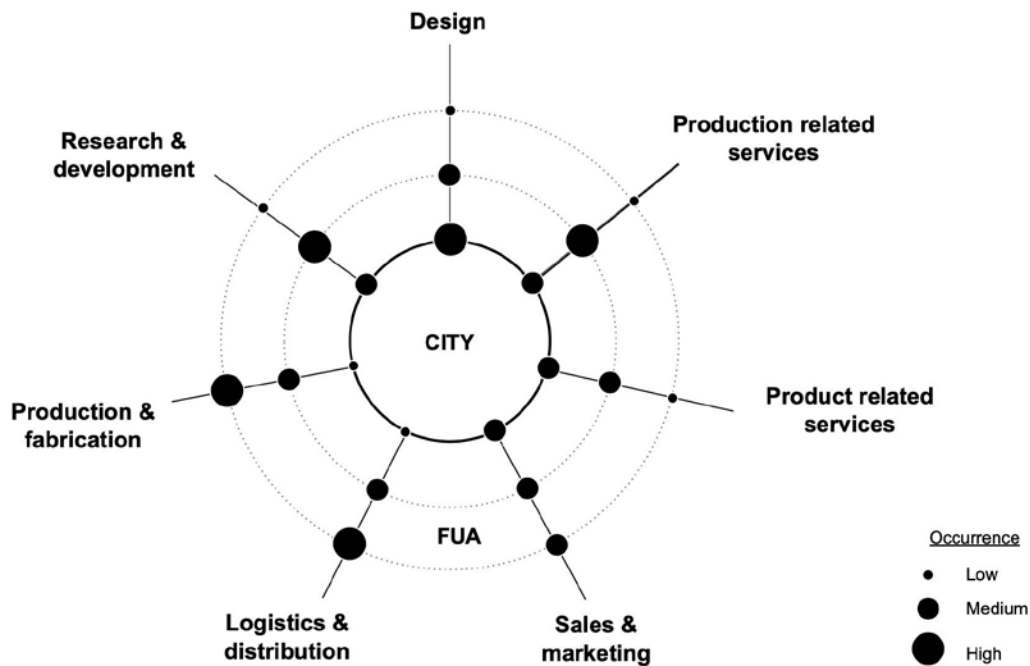 Design
Production related
services
Research &
development
CITY
Product related
services
Production &
fabrication
FUA
Logistics &
distribution
Sales &
marketing
Occurrence
Low
Medium
High